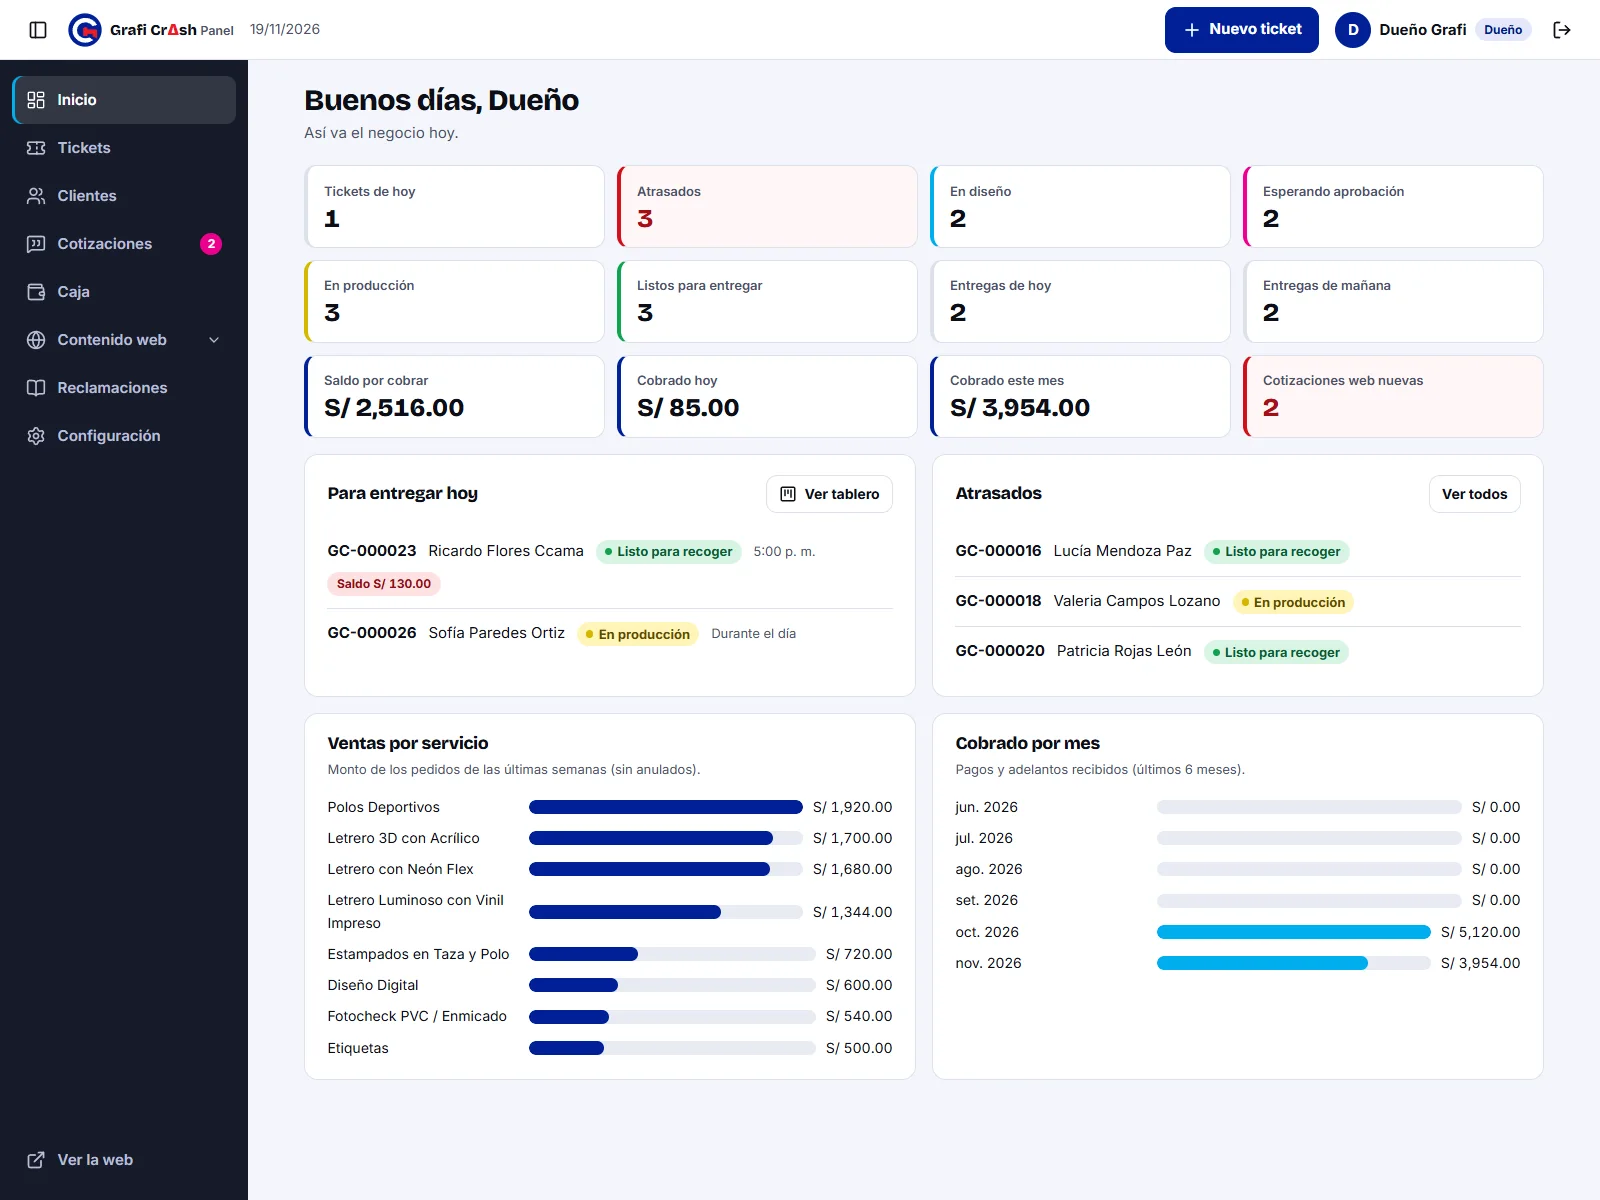 Grafi Crash Panel 19/11/2026
Nuevo ticket
D Dueño Grafi Dueño
Inicio
Tickets
Clientes
Cotizaciones 2
Caja
Contenido web
Reclamaciones
Configuración
Ver la web
Buenos días, Dueño
Así va el negocio hoy.
Tickets de hoy
1
Atrasados
3
En diseño
2
Esperando aprobación
2
En producción
3
Listos para entregar
3
Entregas de hoy
2
Entregas de mañana
2
Saldo por cobrar
S/ 2,516.00
Cobrado hoy
S/ 85.00
Cobrado este mes
S/ 3,954.00
Cotizaciones web nuevas
2
Para entregar hoy
Ver tablero
GC-000023 Ricardo Flores Ccama Listo para recoger 5:00 p. m.
Saldo S/ 130.00
GC-000026 Sofía Paredes Ortiz En producción Durante el día
Atrasados
Ver todos
GC-000016 Lucía Mendoza Paz Listo para recoger
GC-000018 Valeria Campos Lozano En producción
GC-000020 Patricia Rojas León Listo para recoger
Ventas por servicio
Monto de los pedidos de las últimas semanas (sin anulados).
Polos Deportivos S/ 1,920.00
Letrero 3D con Acrílico S/ 1,700.00
Letrero con Neón Flex S/ 1,680.00
Letrero Luminoso con Vinil
Impreso S/ 1,344.00
Estampados en Taza y Polo S/ 720.00
Diseño Digital S/ 600.00
Fotocheck PVC / Enmicado S/ 540.00
Etiquetas S/ 500.00
Cobrado por mes
Pagos y adelantos recibidos (últimos 6 meses).
jun. 2026 S/ 0.00
jul. 2026 S/ 0.00
ago. 2026 S/ 0.00
set. 2026 S/ 0.00
oct. 2026 S/ 5,120.00
nov. 2026 S/ 3,954.00